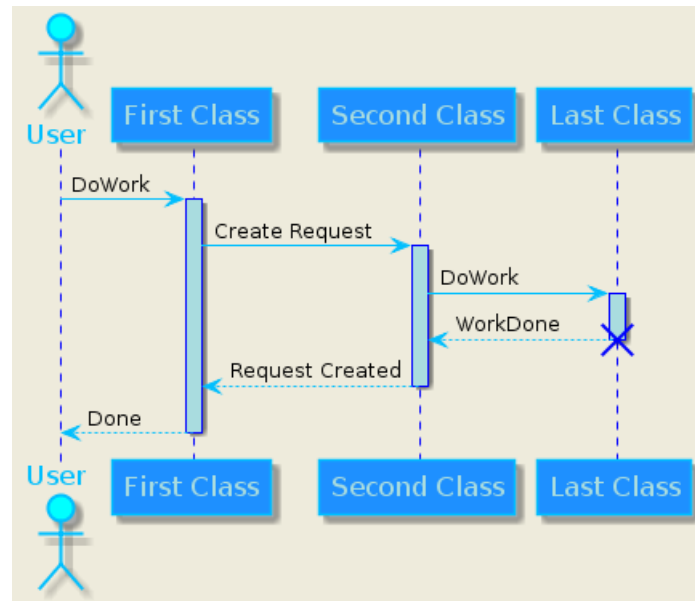 User
First Class
Second Class
Last Class
DoWork
Create Request
DoWork
WorkDone
Request Created
Done
User
First Class
Second Class
Last Class